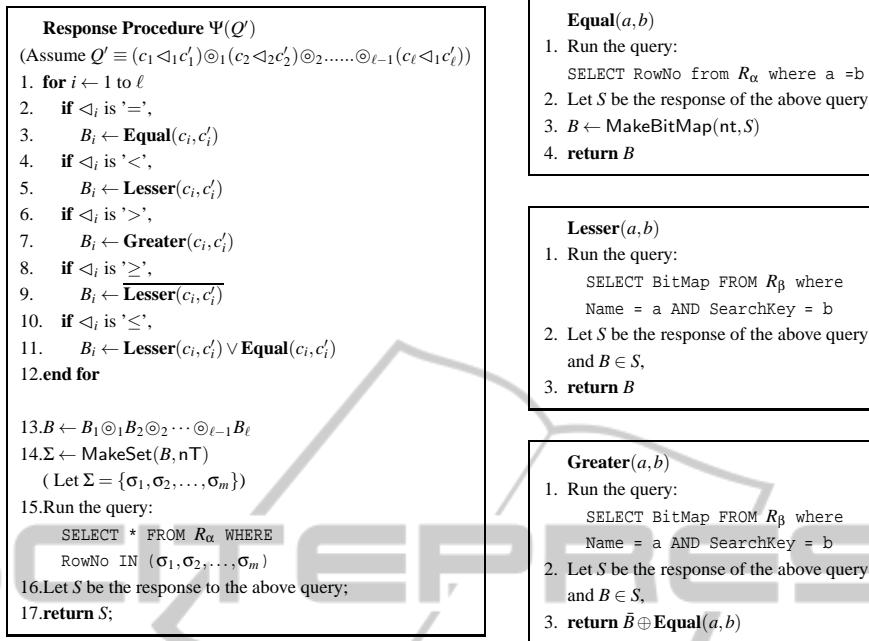 Response Procedure Ψ(Q′)
(Assume Q′ ≡ (c₁ ◁₁ c′₁)⊚₁(c₂ ◁₂ c′₂)⊚₂......⊚ℓ₋₁(cℓ ◁₁ c′ℓ))
1. for i ← 1 to ℓ
2. if ◁ᵢ is '=',
3. Bᵢ ← Equal(cᵢ,c′ᵢ)
4. if ◁ᵢ is '<',
5. Bᵢ ← Lesser(cᵢ,c′ᵢ)
6. if ◁ᵢ is '>',
7. Bᵢ ← Greater(cᵢ,c′ᵢ)
8. if ◁ᵢ is '≥',
9. Bᵢ ← \overline{Lesser(cᵢ,c′ᵢ)}
10. if ◁ᵢ is '≤',
11. Bᵢ ← Lesser(cᵢ,c′ᵢ) ∨ Equal(cᵢ,c′ᵢ)
12.end for
13.B ← B₁⊚₁B₂⊚₂ ⋯ ⊚ℓ₋₁Bℓ
14.Σ ← MakeSet(B,nT)
( Let Σ = {σ₁,σ₂,...,σₘ})
15.Run the query:
SELECT * FROM Rα WHERE
RowNo IN (σ₁,σ₂,...,σₘ)
16.Let S be the response to the above query;
17.return S;
Equal(a,b)
1. Run the query:
SELECT RowNo from Rα where a =b
2. Let S be the response of the above query
3. B ← MakeBitMap(nt,S)
4. return B
Lesser(a,b)
1. Run the query:
SELECT BitMap FROM Rβ where
Name = a AND SearchKey = b
2. Let S be the response of the above query
and B ∈ S,
3. return B
Greater(a,b)
1. Run the query:
SELECT BitMap FROM Rβ where
Name = a AND SearchKey = b
2. Let S be the response of the above query
and B ∈ S,
3. return B̄ ⊕ Equal(a,b)
CITEPRES